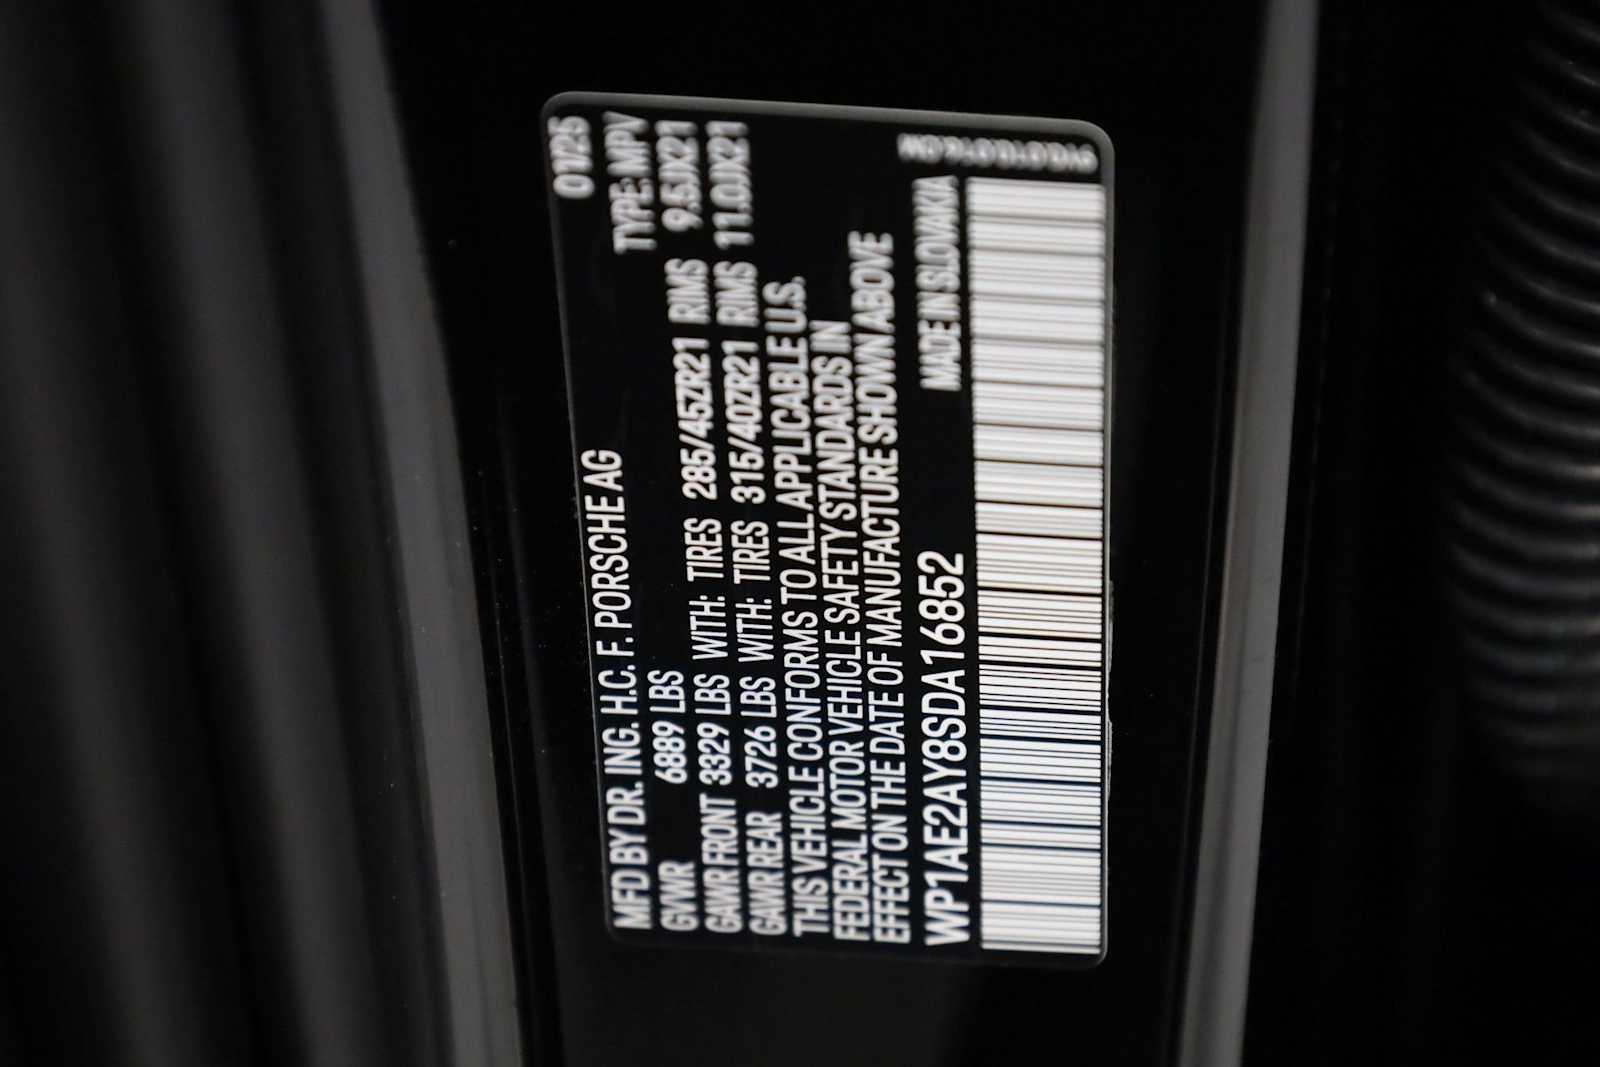 MFD BY DR. ING. H.C. F. PORSCHE AG 01/25
GVWR 6889 LBS TYPE: MPV
GAWR FRONT 3329 LBS WITH: TIRES 285/45ZR21 RIMS 9.5JX21
GAWR REAR 3726 LBS WITH: TIRES 315/40ZR21 RIMS 11.0JX21
THIS VEHICLE CONFORMS TO ALL APPLICABLE U.S.
FEDERAL MOTOR VEHICLE SAFETY STANDARDS IN
EFFECT ON THE DATE OF MANUFACTURE SHOWN ABOVE
WP1AE2AY8SDA16852 MADE IN SLOVAKIA